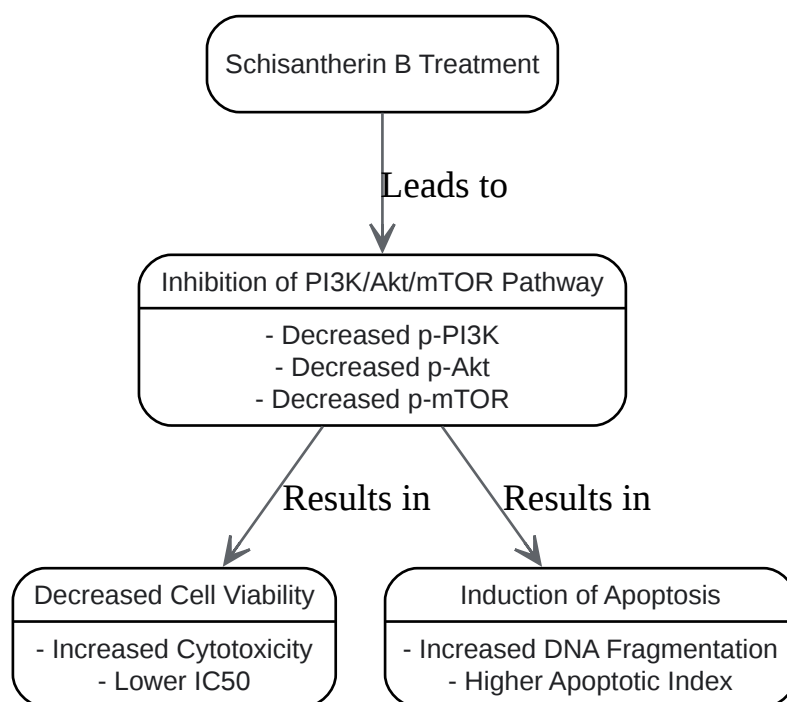 Schisantherin B Treatment
Leads to
Inhibition of PI3K/Akt/mTOR Pathway
- Decreased p-PI3K
- Decreased p-Akt
- Decreased p-mTOR
Results in
Results in
Decreased Cell Viability
- Increased Cytotoxicity
- Lower IC50
Induction of Apoptosis
- Increased DNA Fragmentation
- Higher Apoptotic Index